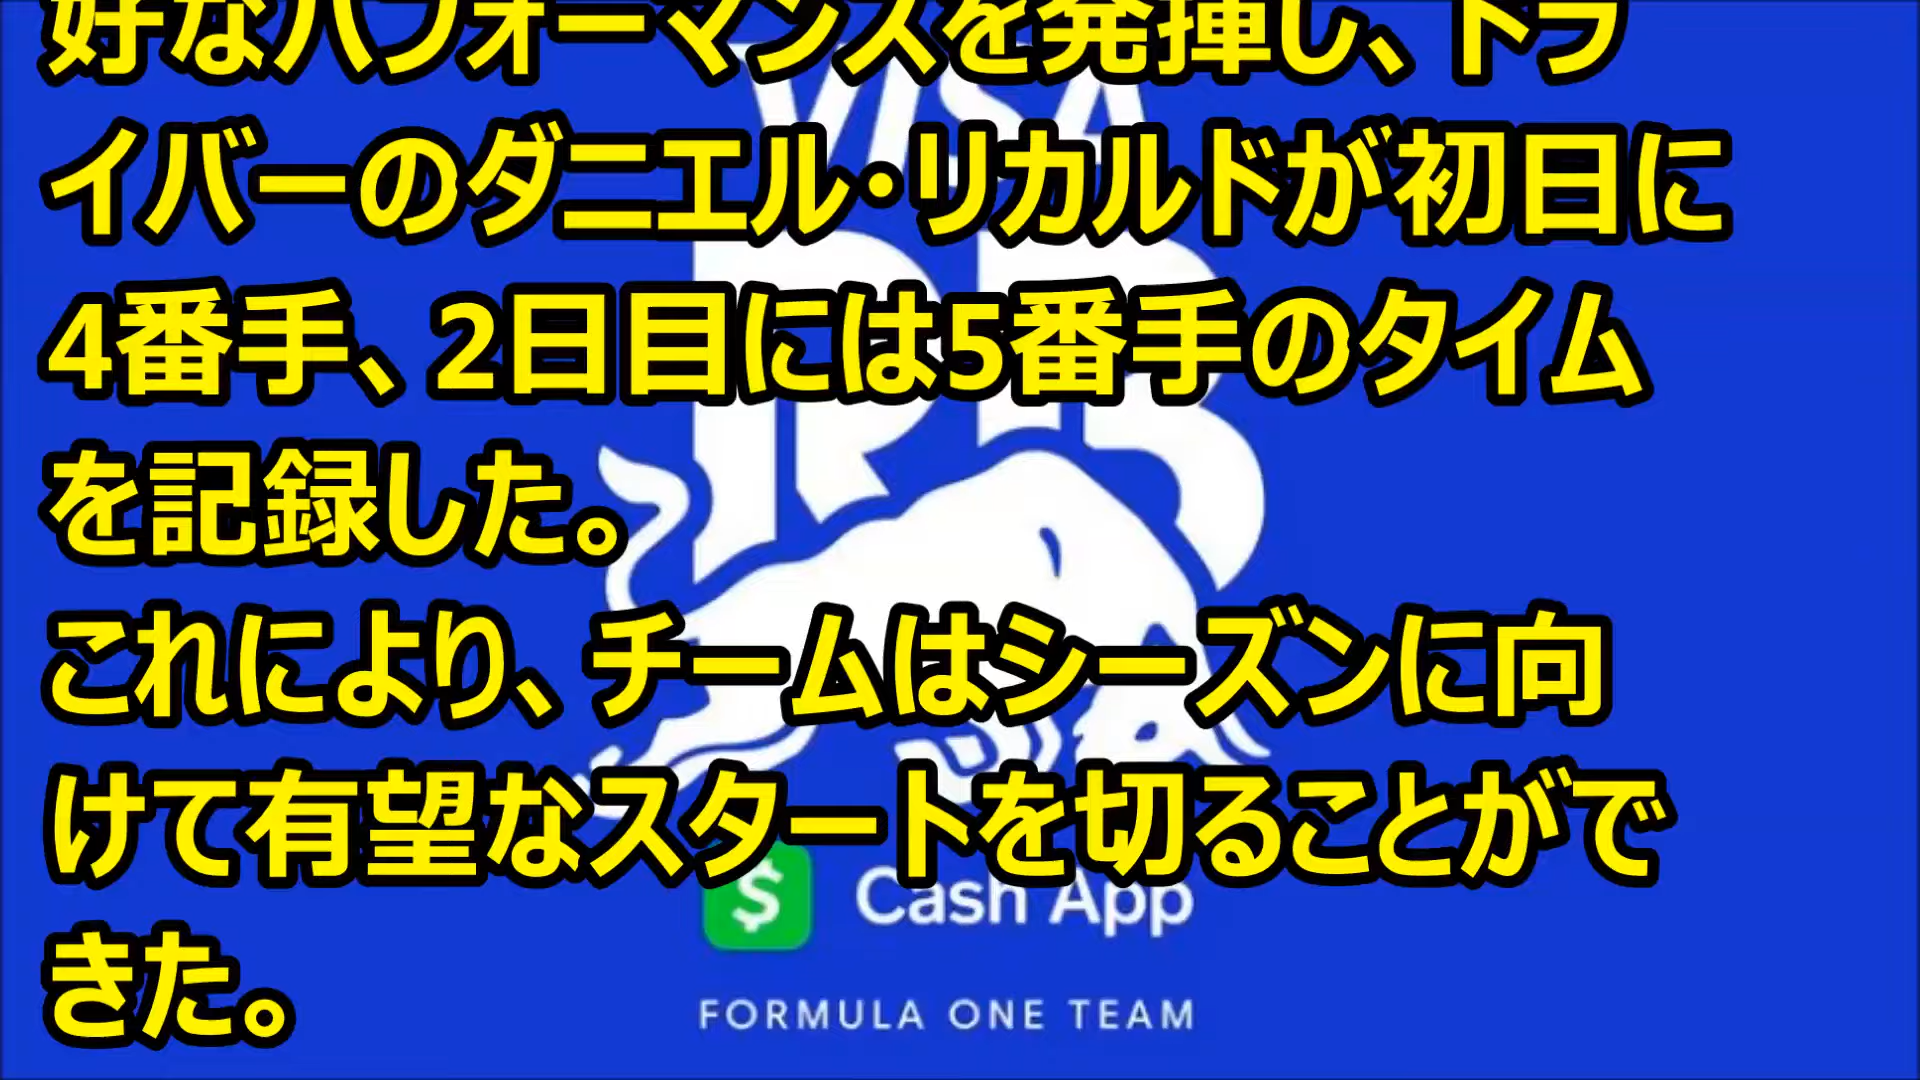 好なパフォーマンスを発揮し、ドラ
イバーのダニエル・リカルドが初日に
4番手、2日目には5番手のタイム
を記録した。
これにより、チームはシーズンに向
けて有望なスタートを切ることがで
きた。
VISA
RB
Cash App
FORMULA ONE TEAM